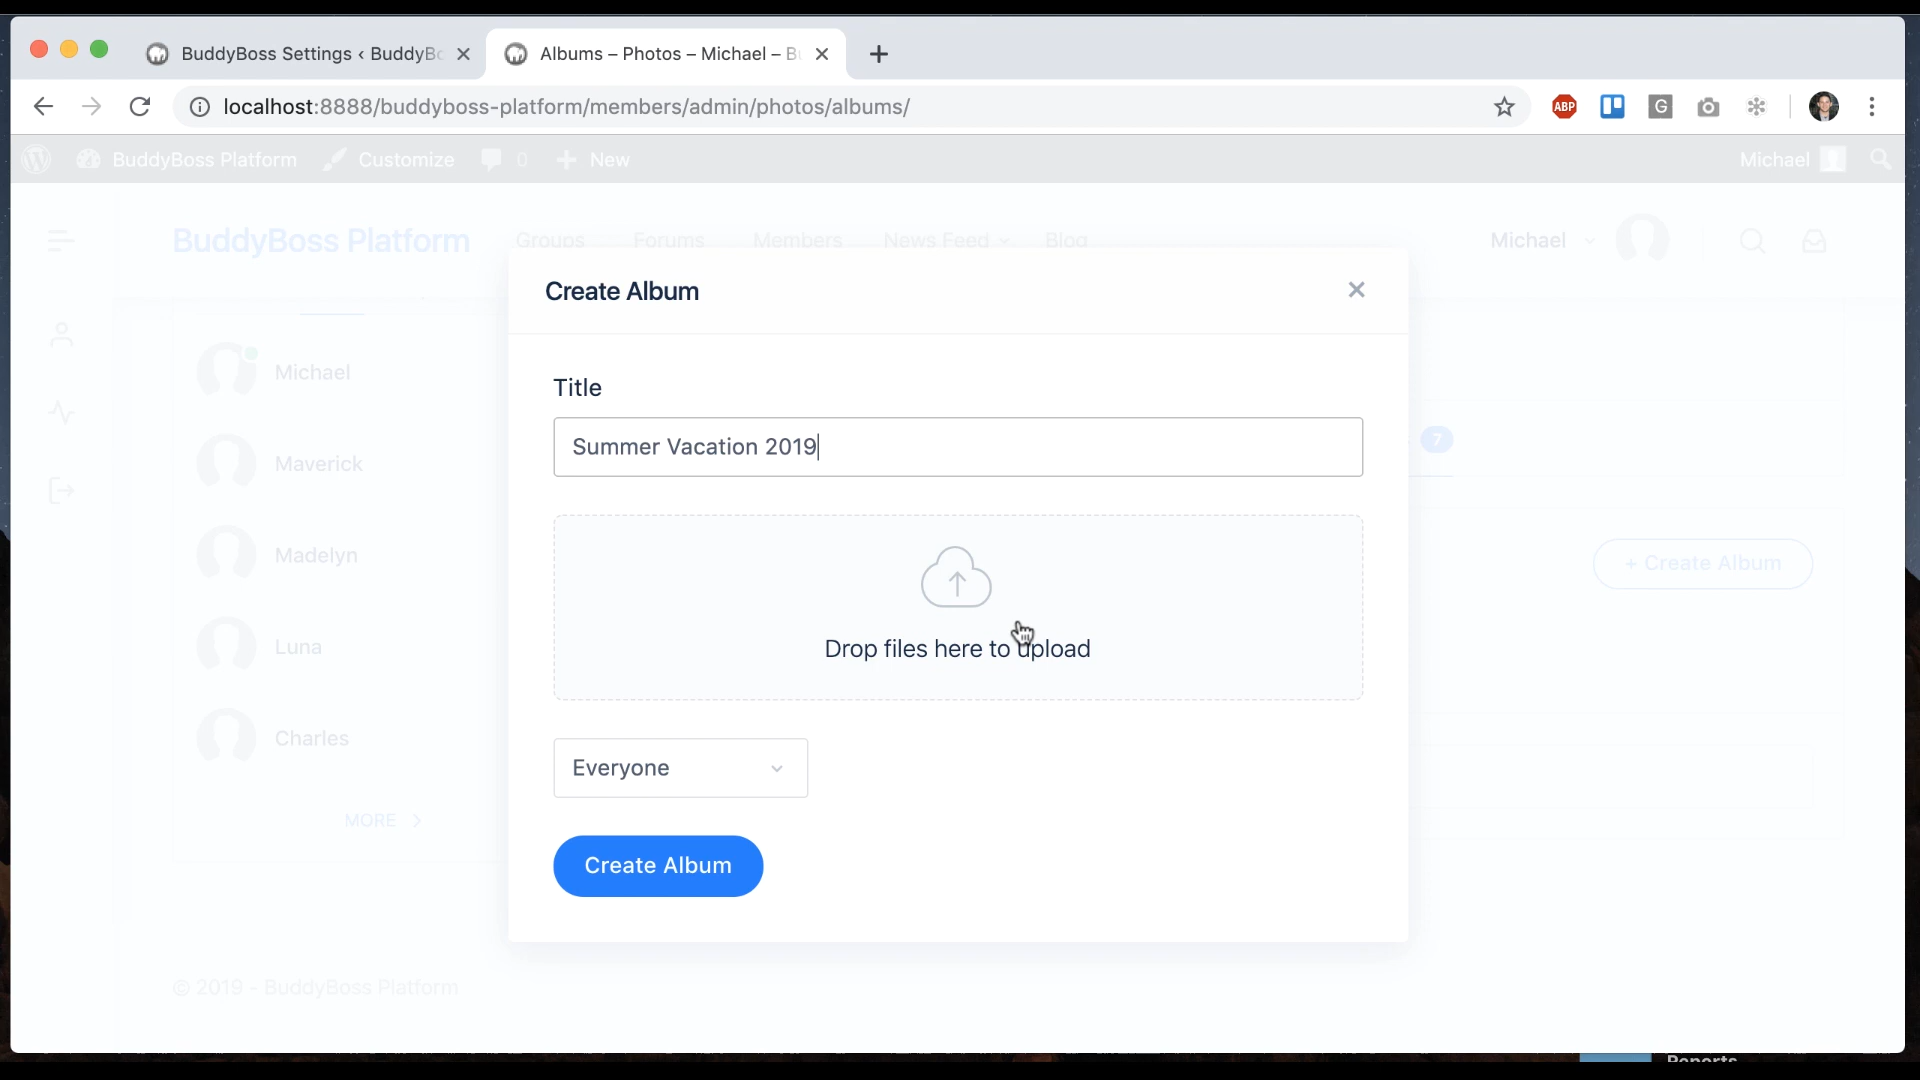 BuddyBoss Settings ‹ BuddyBo
Albums – Photos – Michael – B
localhost:8888/buddyboss-platform/members/admin/photos/albums/
ABP
G
BuddyBoss Platform
Customize
0
New
Michael
BuddyBoss Platform
Groups
Forums
Members
News Feed
Blog
Michael
Create Album
Michael
Title
7
Summer Vacation 2019
Maverick
Madelyn
+ Create Album
Drop files here to upload
Luna
Charles
Everyone
MORE
Create Album
© 2019 - BuddyBoss Platform
Reports